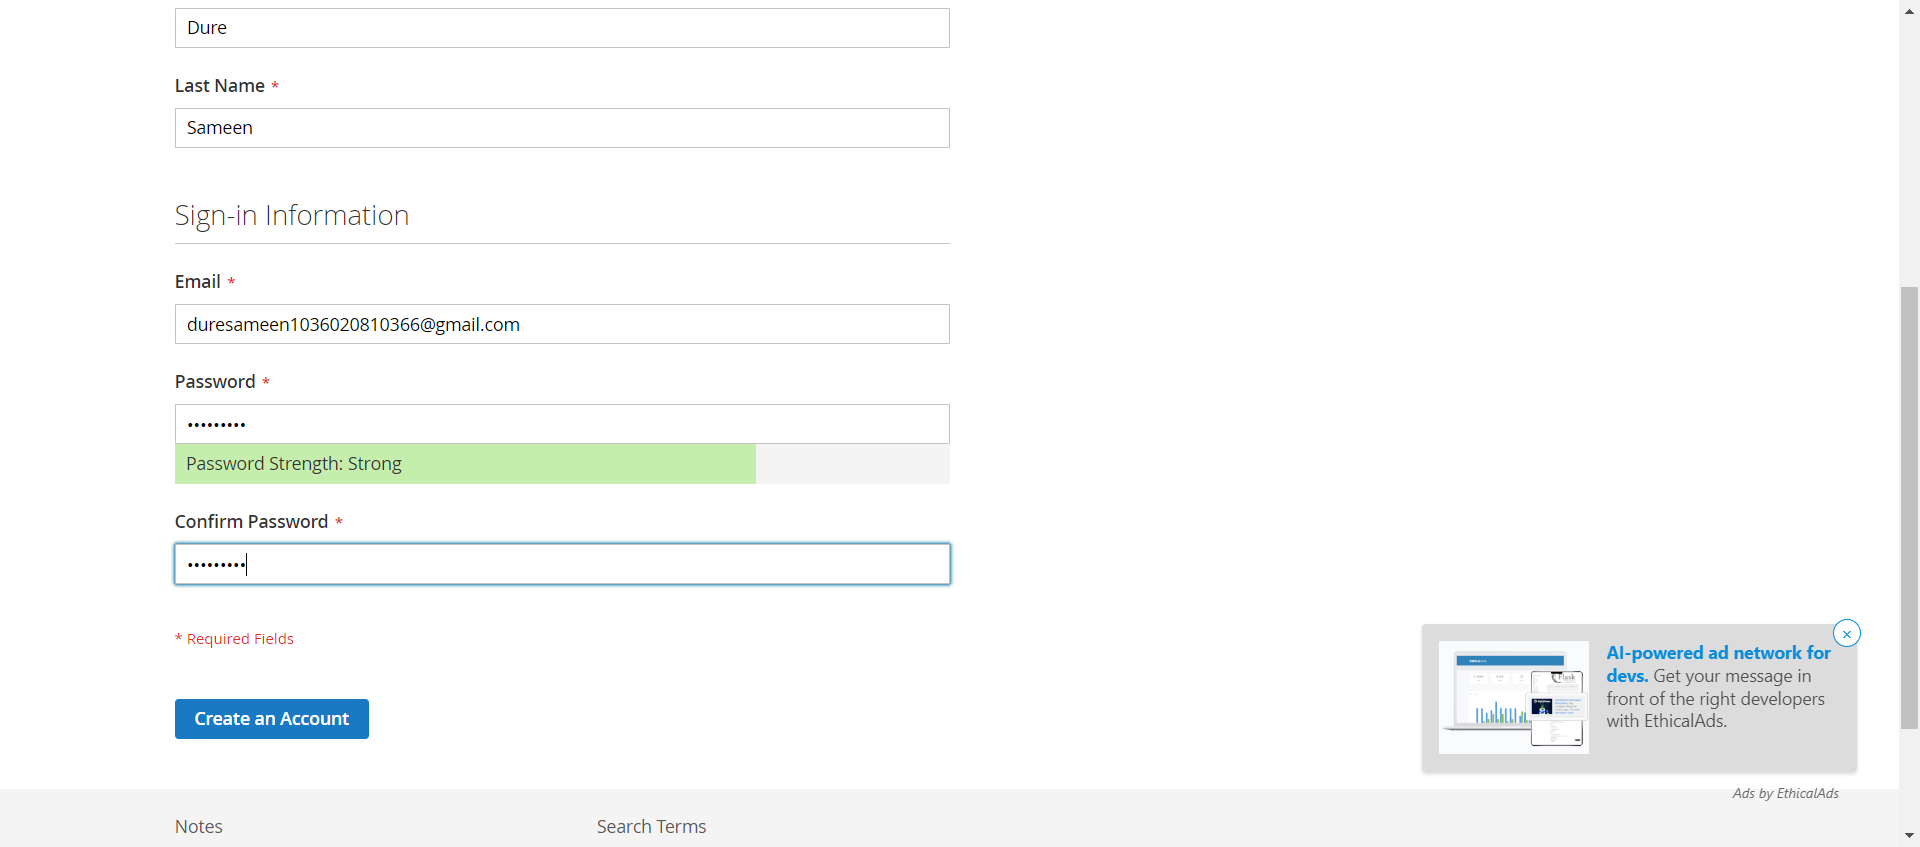 Dure
Last Name *
Sameen
Sign-in Information
Email *
duresameen1036020810366@gmail.com
Password *
•••••••••
Password Strength: Strong
Confirm Password *
•••••••••
* Required Fields
Create an Account
AI-powered ad network for
devs. Get your message in
front of the right developers
with EthicalAds.
Ads by EthicalAds
Notes
Search Terms